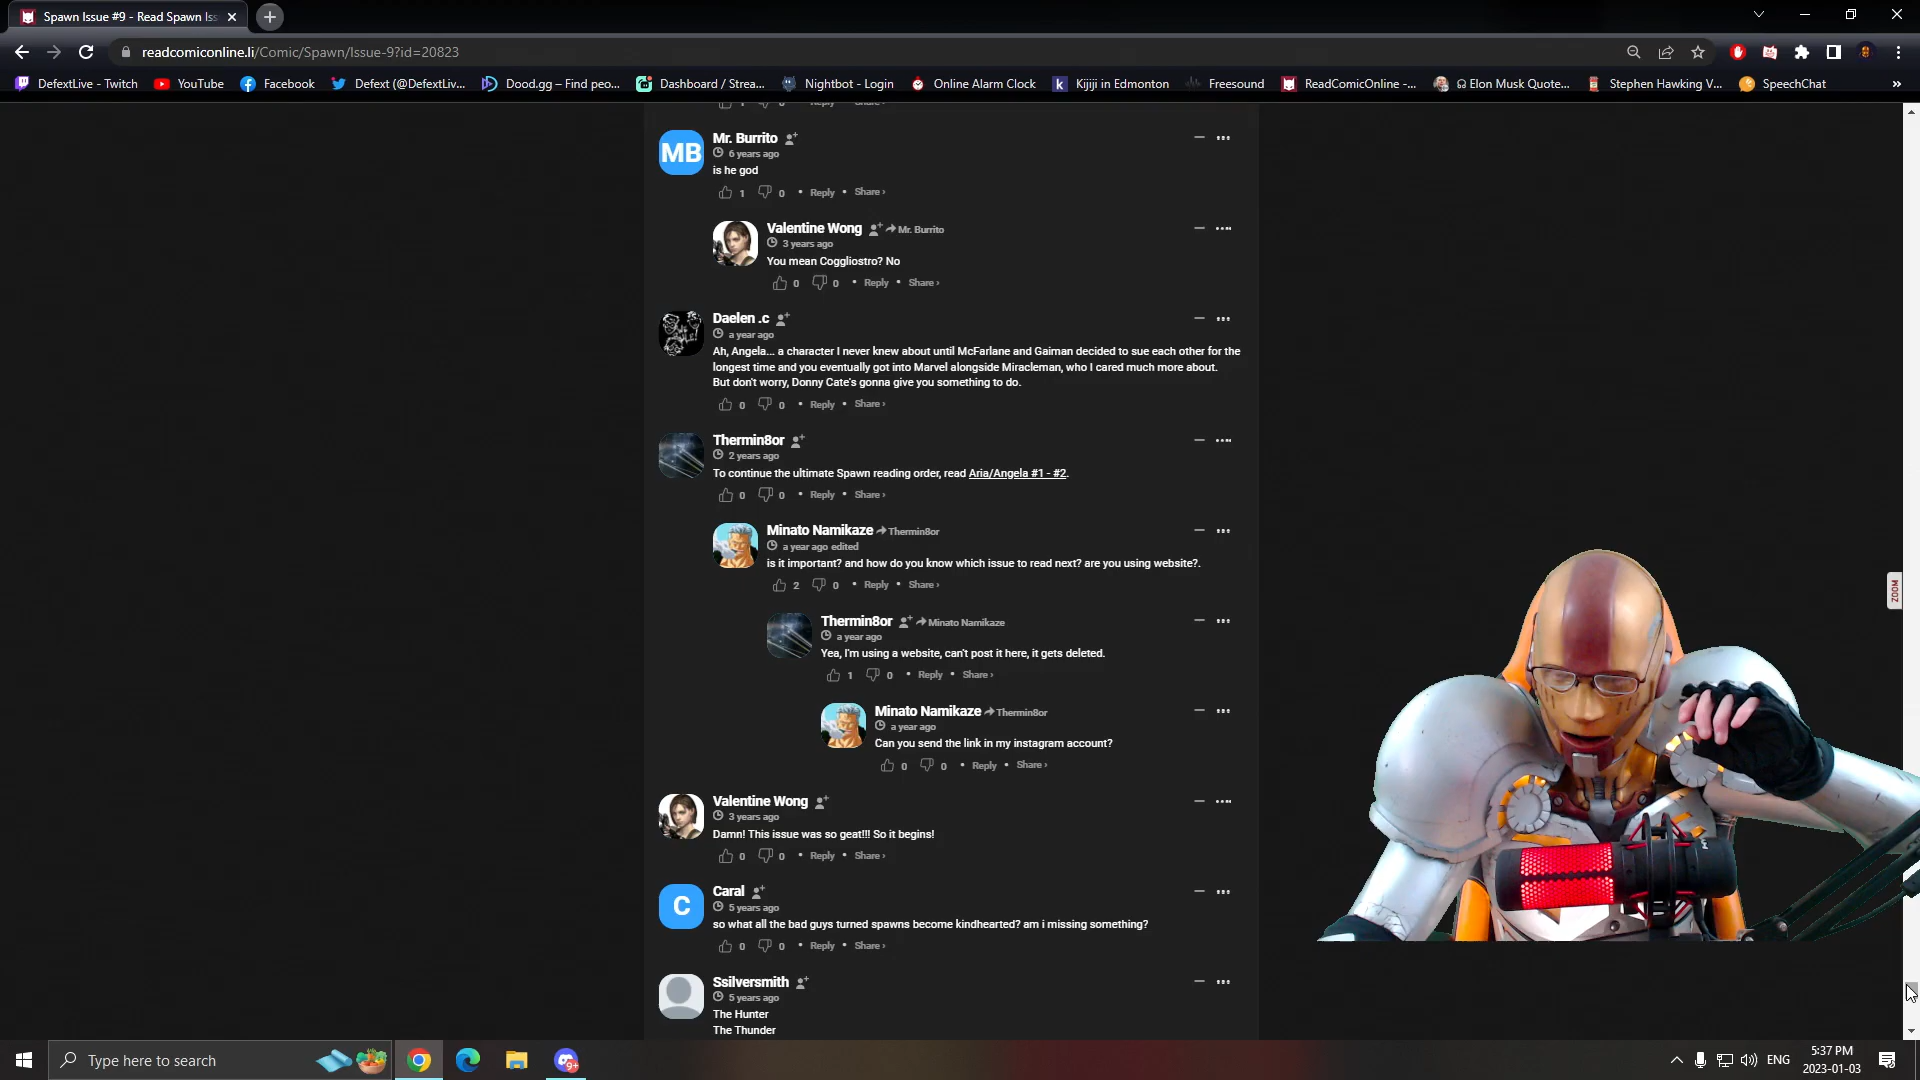 Spawn Issue #9 - Read Spawn Iss
readcomiconline.li/Comic/Spawn/Issue-9?id=20823
DefextLive - Twitch YouTube Facebook Defext (@DefextLiv... Dood.gg – Find peo... Dashboard / Strea... Nightbot - Login Online Alarm Clock Kijiji in Edmonton Freesound ReadComicOnline -... Elon Musk Quote... Stephen Hawking V... SpeechChat »
Mr. Burrito
6 years ago
is he god
1 0 • Reply • Share ›
Valentine Wong Mr. Burrito
3 years ago
You mean Coggliostro? No
0 0 • Reply • Share ›
Daelen .c
a year ago
Ah, Angela... a character I never knew about until McFarlane and Gaiman decided to sue each other for the
longest time and you eventually got into Marvel alongside Miracleman, who I cared much more about.
But don't worry, Donny Cate's gonna give you something to do.
0 0 • Reply • Share ›
Thermin8or
2 years ago
To continue the ultimate Spawn reading order, read Aria/Angela #1 - #2.
0 0 • Reply • Share ›
Minato Namikaze Thermin8or
a year ago edited
is it important? and how do you know which issue to read next? are you using website?.
2 0 • Reply • Share ›
Thermin8or Minato Namikaze
a year ago
Yea, I'm using a website, can't post it here, it gets deleted.
1 0 • Reply • Share ›
Minato Namikaze Thermin8or
a year ago
Can you send the link in my instagram account?
0 0 • Reply • Share ›
Valentine Wong
3 years ago
Damn! This issue was so geat!!! So it begins!
0 0 • Reply • Share ›
Caral
5 years ago
so what all the bad guys turned spawns become kindhearted? am i missing something?
0 0 • Reply • Share ›
Ssilversmith
5 years ago
The Hunter
The Thunder
MB
C
ZOOM
Type here to search
9+
ENG
5:37 PM
2023-01-03